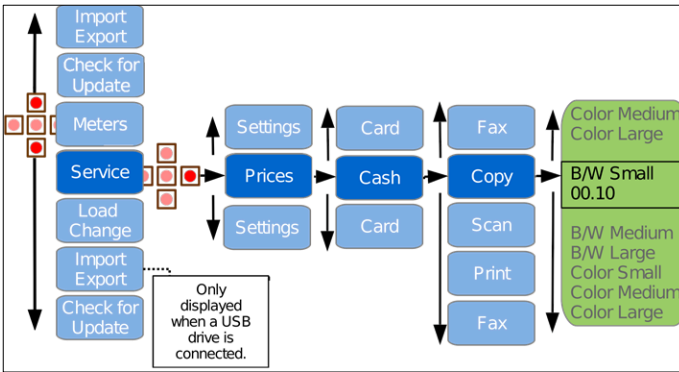 Import
Export
Check for
Update
Meters
Service
Load
Change
Import
Export
Check for
Update
Only
displayed
when a USB
drive is
connected.
Settings
Prices
Settings
Card
Cash
Card
Fax
Copy
Scan
Print
Fax
Color Medium
Color Large
B/W Small
00.10
B/W Medium
B/W Large
Color Small
Color Medium
Color Large